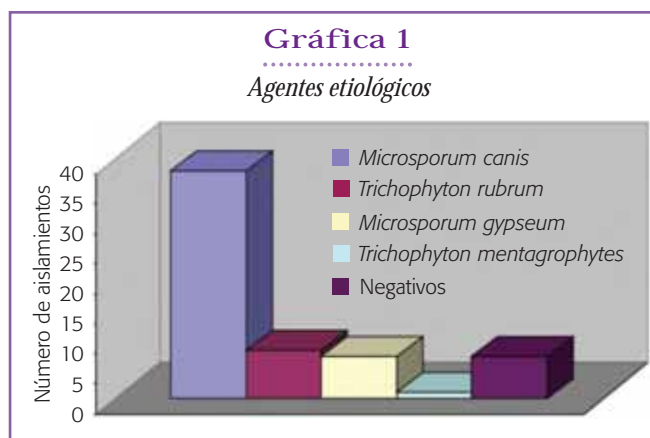 Gráfica 1
Agentes etiológicos
Número de aislamientos
40
35
30
25
20
15
10
5
0
Microsporum canis
Trichophyton rubrum
Microsporum gypseum
Trichophyton mentagrophytes
Negativos